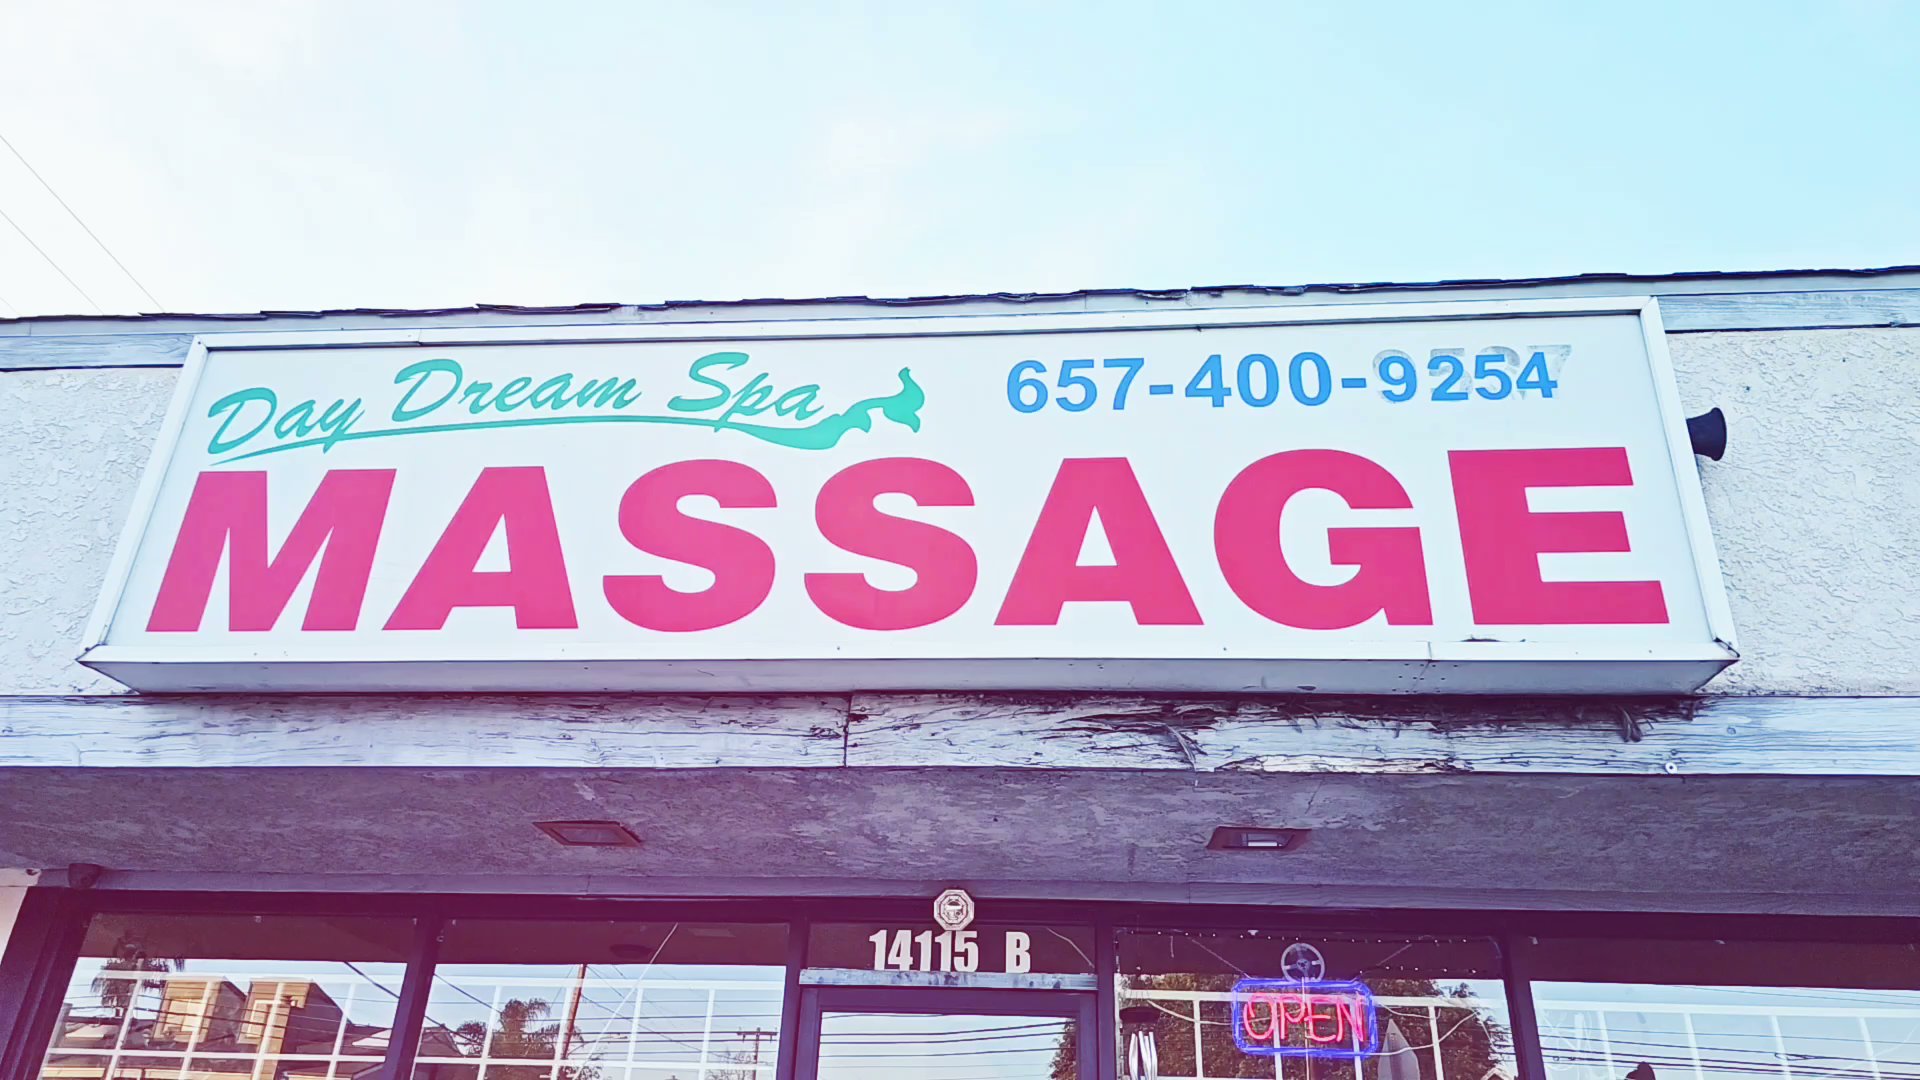 Day Dream Spa
657-400-9254
MASSAGE
14115 B
OPEN